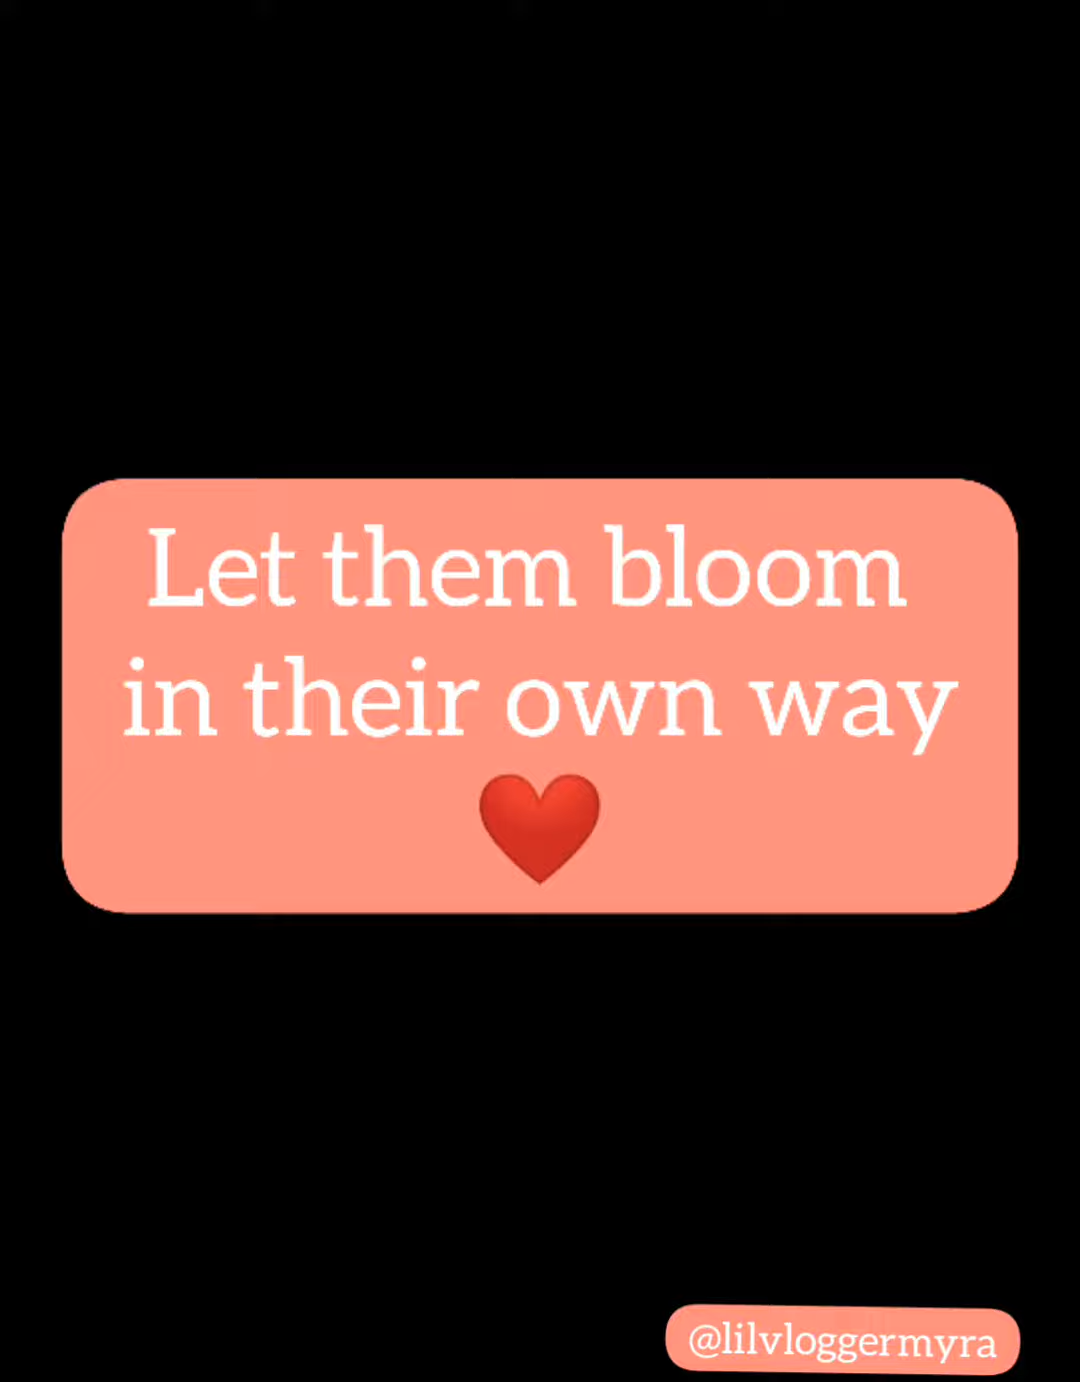 Let them bloom
in their own way
❤️
@lilvloggermyra